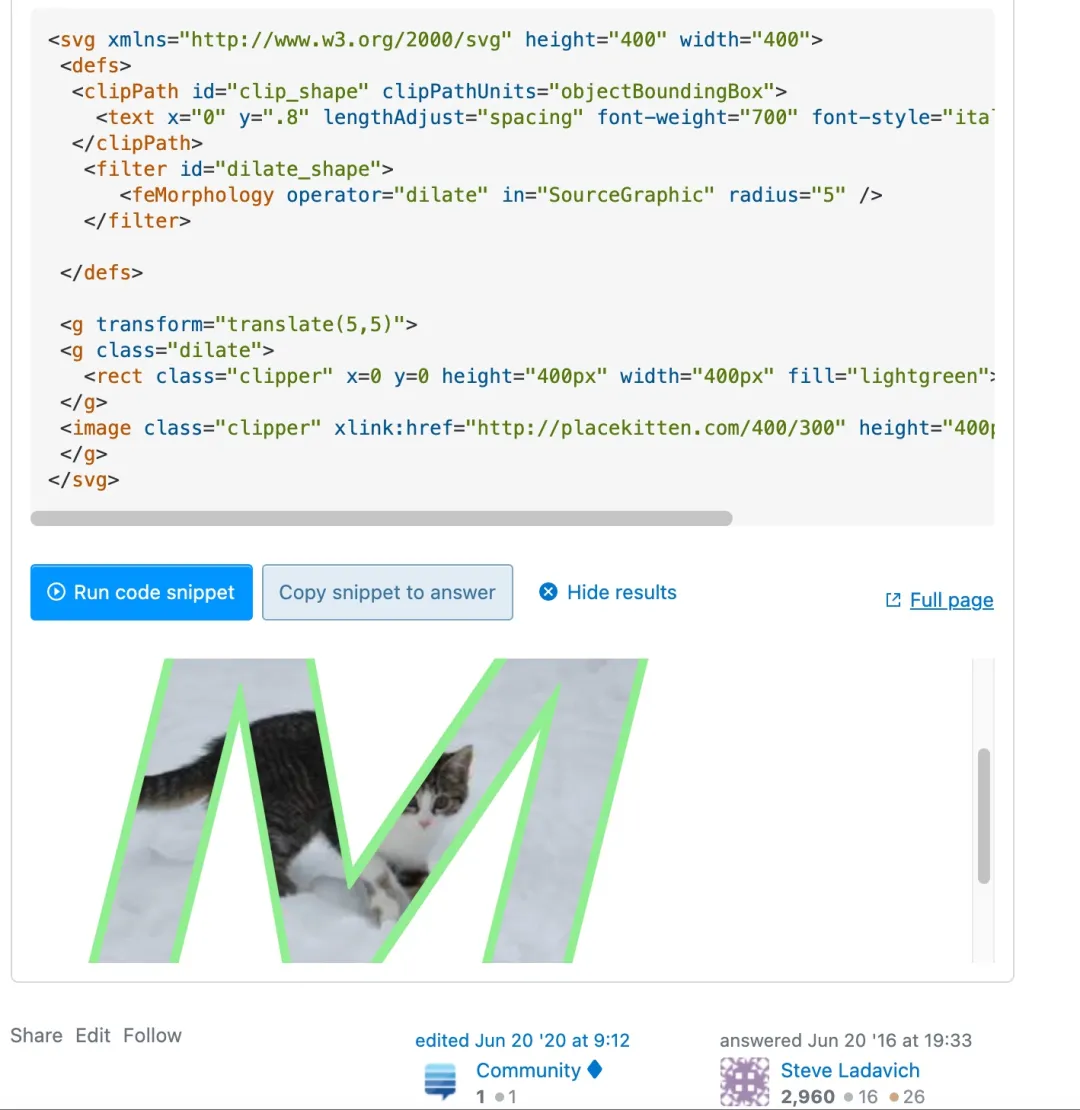 <svg xmlns="http://www.w3.org/2000/svg" height="400" width="400">
<defs>
<clipPath id="clip_shape" clipPathUnits="objectBoundingBox">
<text x="0" y=".8" lengthAdjust="spacing" font-weight="700" font-style="ita
</clipPath>
<filter id="dilate_shape">
<feMorphology operator="dilate" in="SourceGraphic" radius="5" />
</filter>
</defs>
<g transform="translate(5,5)">
<g class="dilate">
<rect class="clipper" x=0 y=0 height="400px" width="400px" fill="lightgreen">
</g>
<image class="clipper" xlink:href="http://placekitten.com/400/300" height="400p
</g>
</svg>
Run code snippet Copy snippet to answer Hide results Full page
M
Share Edit Follow
edited Jun 20 '20 at 9:12 answered Jun 20 '16 at 19:33
Community Steve Ladavich
1 1 2,960 16 26